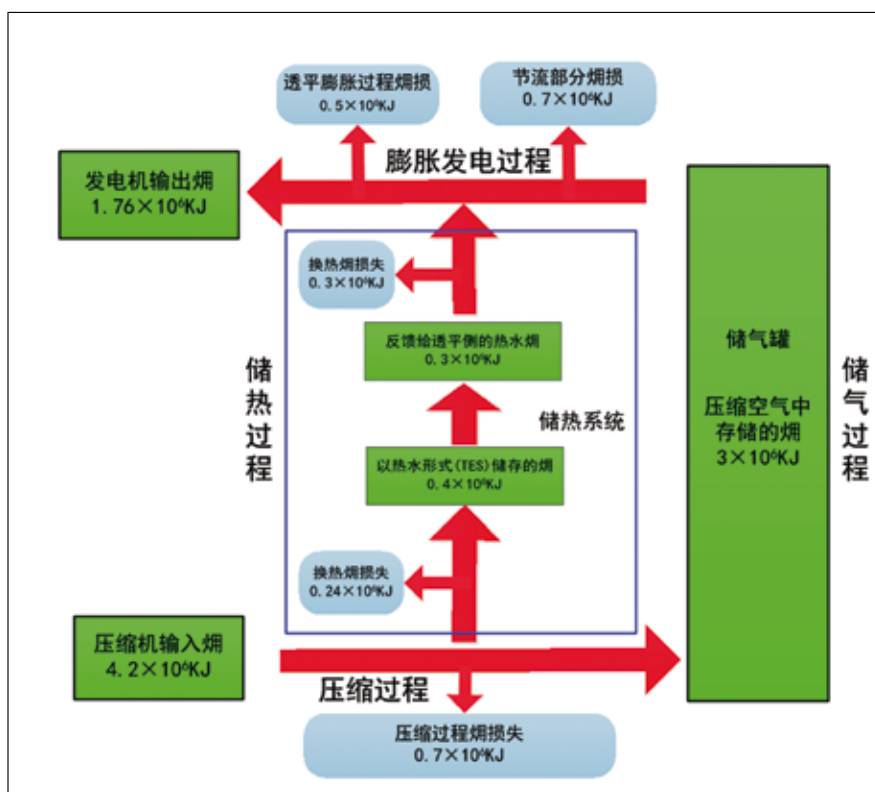 透平膨胀过程㶲损
0.5×10⁶KJ
节流部分㶲损
0.7×10⁶KJ
膨胀发电过程
发电机输出㶲
1.76×10⁶KJ
换热㶲损失
0.3×10⁶KJ
反馈给透平侧的热水㶲
0.3×10⁶KJ
储热过程
储热系统
储气罐
压缩空气中
存储的㶲
3×10⁶KJ
储气过程
以热水形式(TES)储存的㶲
0.4×10⁶KJ
换热㶲损失
0.24×10⁶KJ
压缩机输入㶲
4.2×10⁶KJ
压缩过程
压缩过程㶲损失
0.7×10⁶KJ